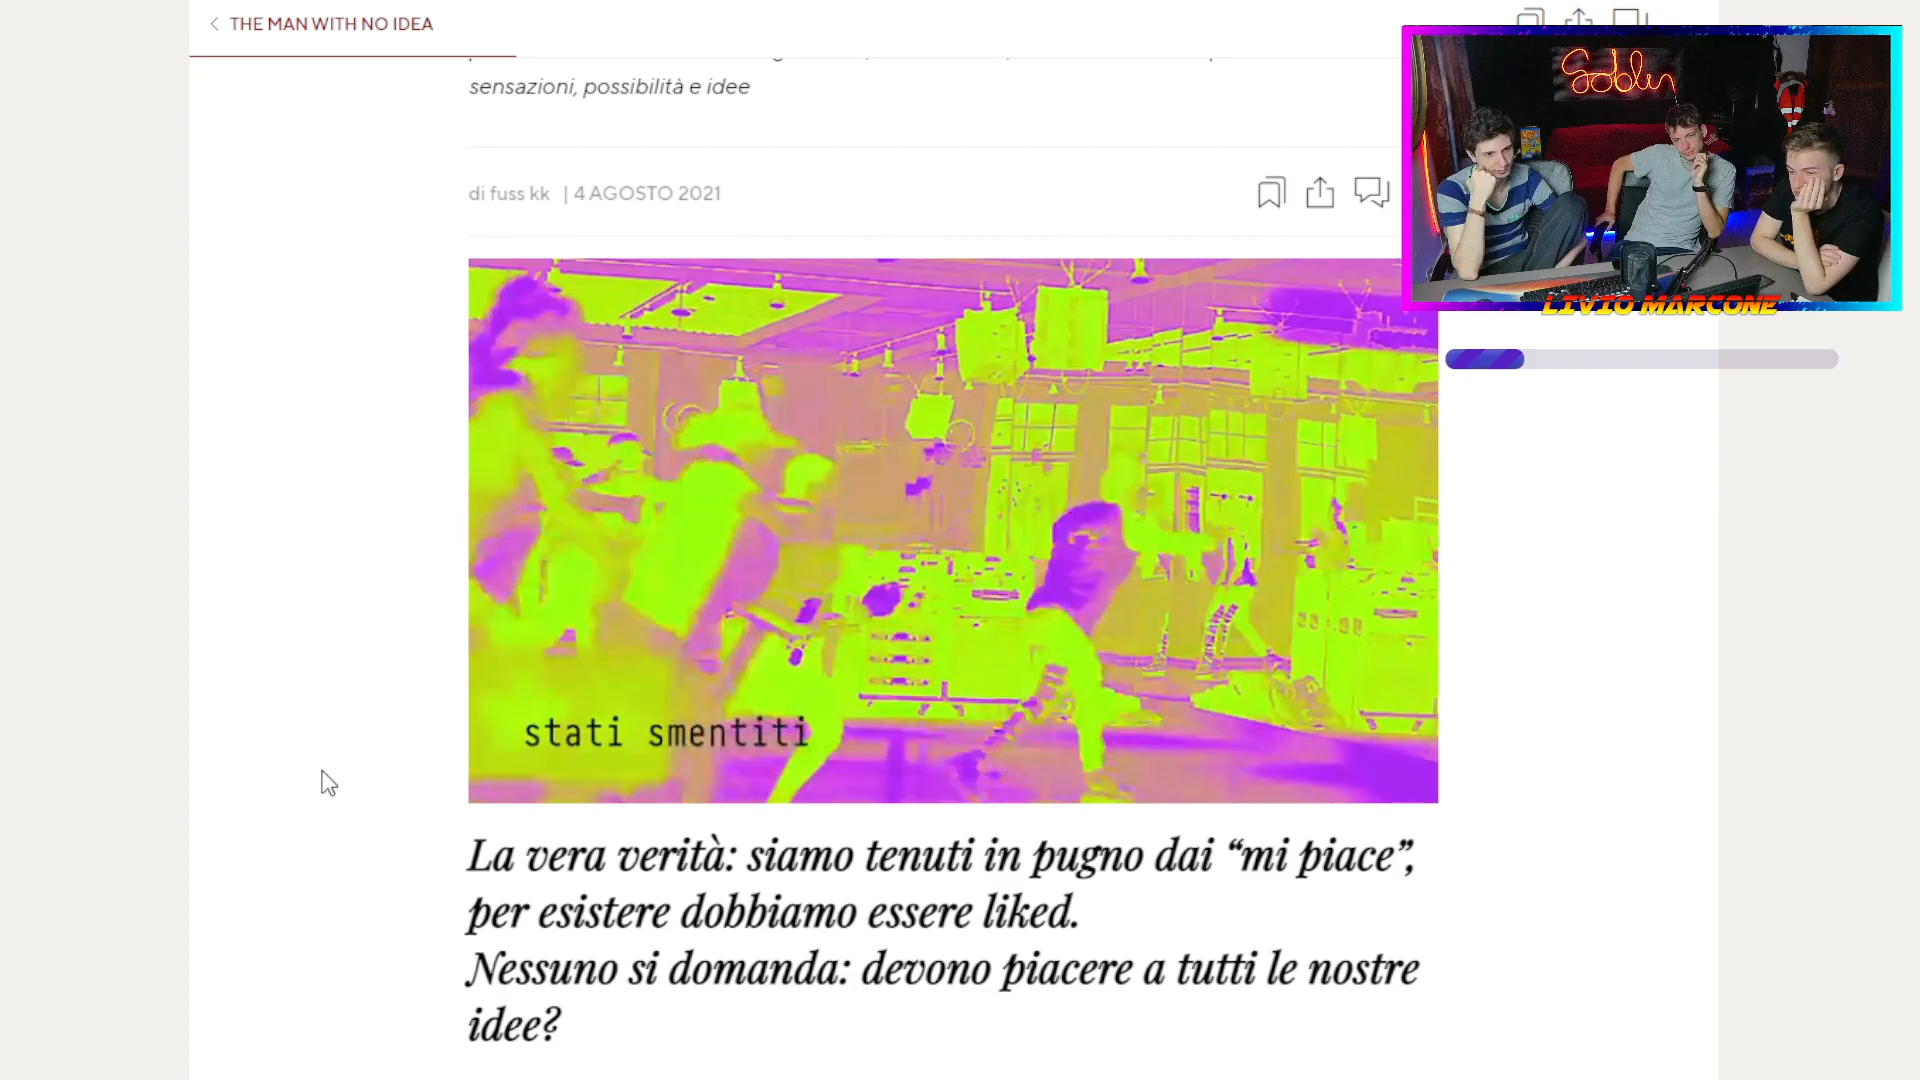 THE MAN WITH NO IDEA
sensazioni, possibilità e idee
di fuss kk | 4 AGOSTO 2021
Goblin
LIVIO MARCONE
stati smentiti
La vera verità: siamo tenuti in pugno dai “mi piace”,
per esistere dobbiamo essere liked.
Nessuno si domanda: devono piacere a tutti le nostre
idee?